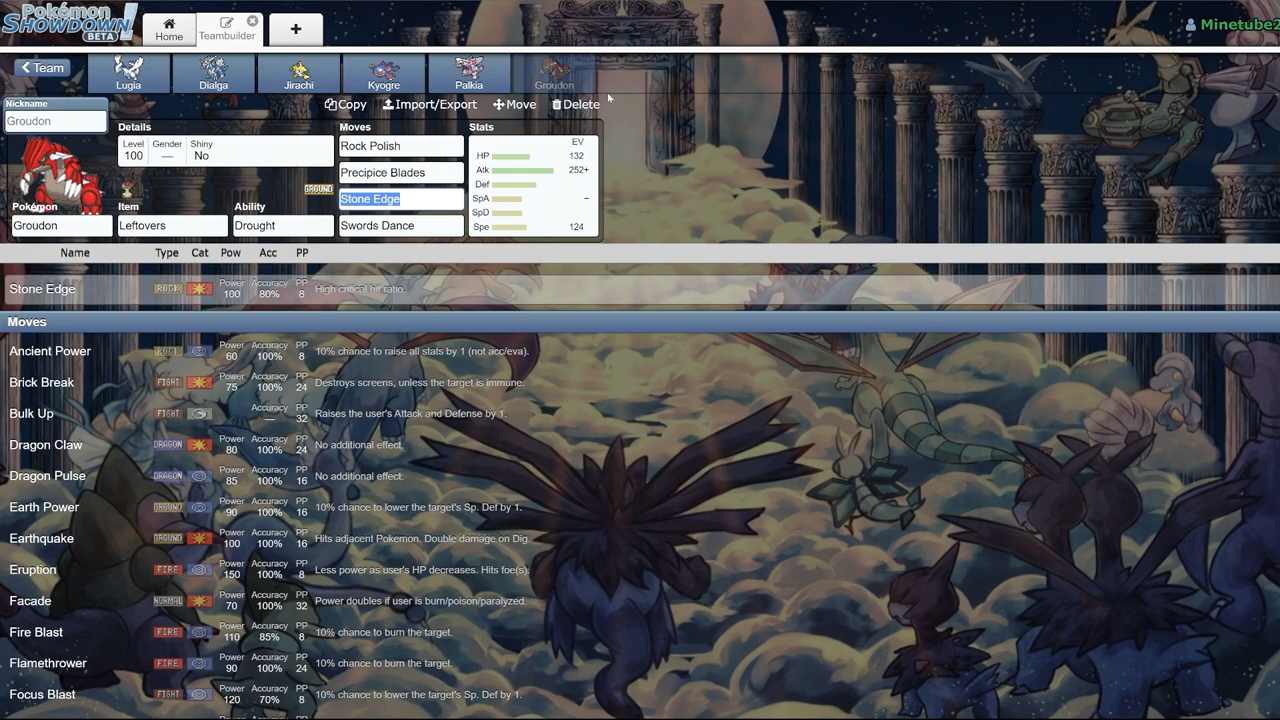 Pokémon
SHOWDOWN!
BETA
Home
Teambuilder
+
Minetube2
Team
Lugia
Dialga
Jirachi
Kyogre
Palkia
Groudon
Copy
Import/Export
Move
Delete
Nickname
Groudon
Details
Level
100
Gender
—
Shiny
No
GROUND
Pokémon
Groudon
Item
Leftovers
Ability
Drought
Moves
Rock Polish
Precipice Blades
Stone Edge
Swords Dance
Stats
EV
HP 132
Atk 252+
Def
SpA –
SpD
Spe 124
Name Type Cat Pow Acc PP
Stone Edge ROCK Power 100 Accuracy 80% PP 8 High critical hit ratio.
Moves
Ancient Power ROCK Power 60 Accuracy 100% PP 8 10% chance to raise all stats by 1 (not acc/eva).
Brick Break FIGHT Power 75 Accuracy 100% PP 24 Destroys screens, unless the target is immune.
Bulk Up FIGHT Accuracy — PP 32 Raises the user's Attack and Defense by 1.
Dragon Claw DRAGON Power 80 Accuracy 100% PP 24 No additional effect.
Dragon Pulse DRAGON Power 85 Accuracy 100% PP 16 No additional effect.
Earth Power GROUND Power 90 Accuracy 100% PP 16 10% chance to lower the target's Sp. Def by 1.
Earthquake GROUND Power 100 Accuracy 100% PP 16 Hits adjacent Pokemon. Double damage on Dig.
Eruption FIRE Power 150 Accuracy 100% PP 8 Less power as user's HP decreases. Hits foe(s).
Facade NORMAL Power 70 Accuracy 100% PP 32 Power doubles if user is burn/poison/paralyzed.
Fire Blast FIRE Power 110 Accuracy 85% PP 8 10% chance to burn the target.
Flamethrower FIRE Power 90 Accuracy 100% PP 24 10% chance to burn the target.
Focus Blast FIGHT Power 120 Accuracy 70% PP 8 10% chance to lower the target's Sp. Def by 1.